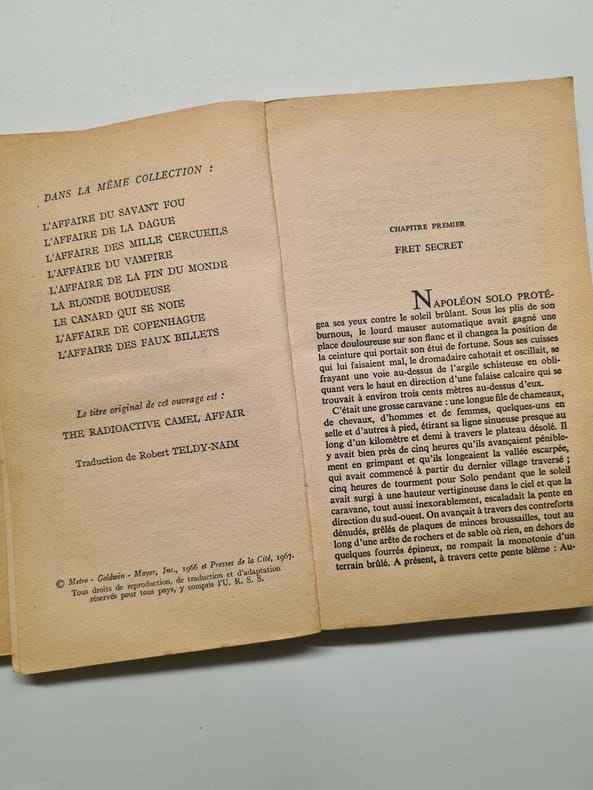 DANS LA MÊME COLLECTION :
L'AFFAIRE DU SAVANT FOU
L'AFFAIRE DE LA DAGUE
L'AFFAIRE DES MILLE CERCUEILS
L'AFFAIRE DU VAMPIRE
L'AFFAIRE DE LA FIN DU MONDE
LA BLONDE BOUDEUSE
LE CANARD QUI SE NOIE
L'AFFAIRE DE COPENHAGUE
L'AFFAIRE DES FAUX BILLETS
Le titre original de cet ouvrage est :
THE RADIOACTIVE CAMEL AFFAIR
Traduction de Robert TELDY-NAIM
© Metro - Goldwin - Mayer, Inc., 1966 et Presses de la Cité, 1967.
Tous droits de reproduction, de traduction et d'adaptation
réservés pour tous pays, y compris l'U. R. S. S.
CHAPITRE PREMIER
FRET SECRET
NAPOLÉON SOLO PROTÉ-
gea ses yeux contre le soleil brûlant. Sous les plis de son
burnous, le lourd mauser automatique avait gagné une
place douloureuse sur son flanc et il changea la position de
la ceinture qui portait son étui de fortune. Sous ses cuisses
qui lui faisaient mal, le dromadaire cahotait et oscillait, se
frayant une voie au-dessus de l'argile schisteuse en obli-
quant vers le haut en direction d'une falaise calcaire qui se
trouvait à environ trois cents mètres au-dessus d'eux.
C'était une grosse caravane : une longue file de chameaux,
de chevaux, d'hommes et de femmes, quelques-uns en
selle et d'autres à pied, étirant sa ligne sinueuse presque au
long d'un kilomètre et demi à travers le plateau désolé. Il
y avait bien près de cinq heures qu'ils avançaient pénible-
ment en grimpant et qu'ils longeaient la vallée escarpée,
qui avait commencé à partir du dernier village traversé ;
cinq heures de tourment pour Solo pendant que le soleil
avait surgi à une hauteur vertigineuse dans le ciel et que la
caravane, tout aussi inexorablement, escaladait la pente en
direction du sud-ouest. On avançait à travers des contreforts
dénudés, grêlés de plaques de minces broussailles, tout au
long d'une arête de rochers et de sable où rien, en dehors de
quelques fourrés épineux, ne rompait la monotonie d'un
terrain brûlé. A présent, à travers cette pente blême : Au-